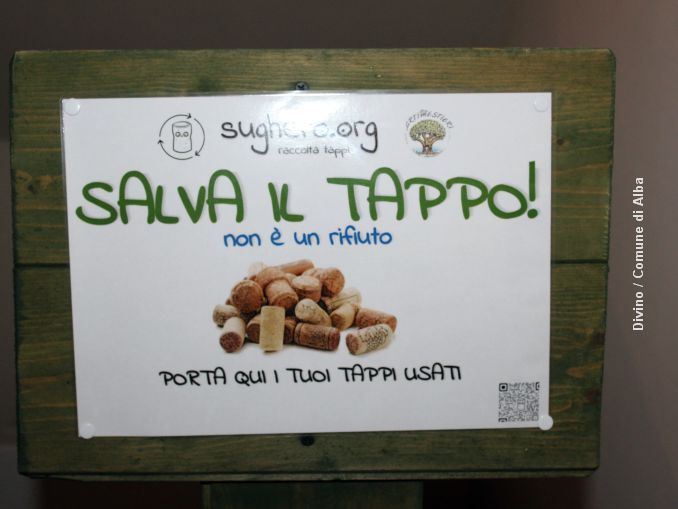 sughero.org
raccolta tappi
SALVA IL TAPPO!
non è un rifiuto
PORTA QUI I TUOI TAPPI USATI
Divino / Comune di Alba